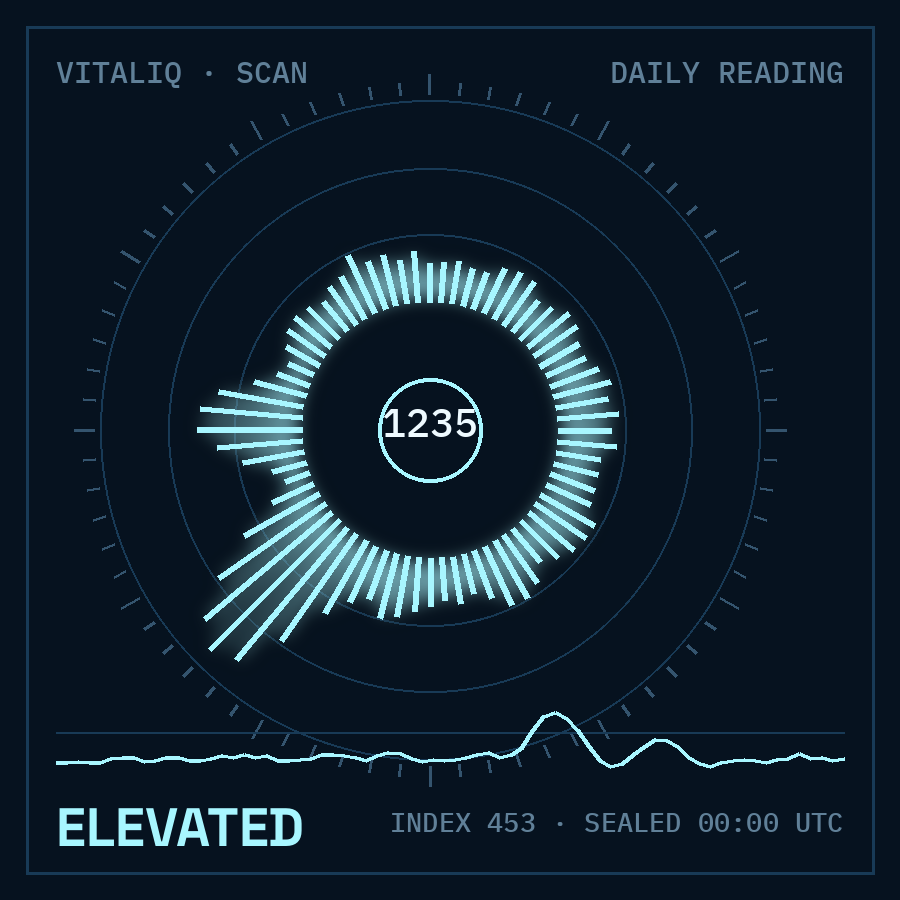 VITALIQ · SCAN
DAILY READING
1235
ELEVATED
INDEX 453 · SEALED 00:00 UTC